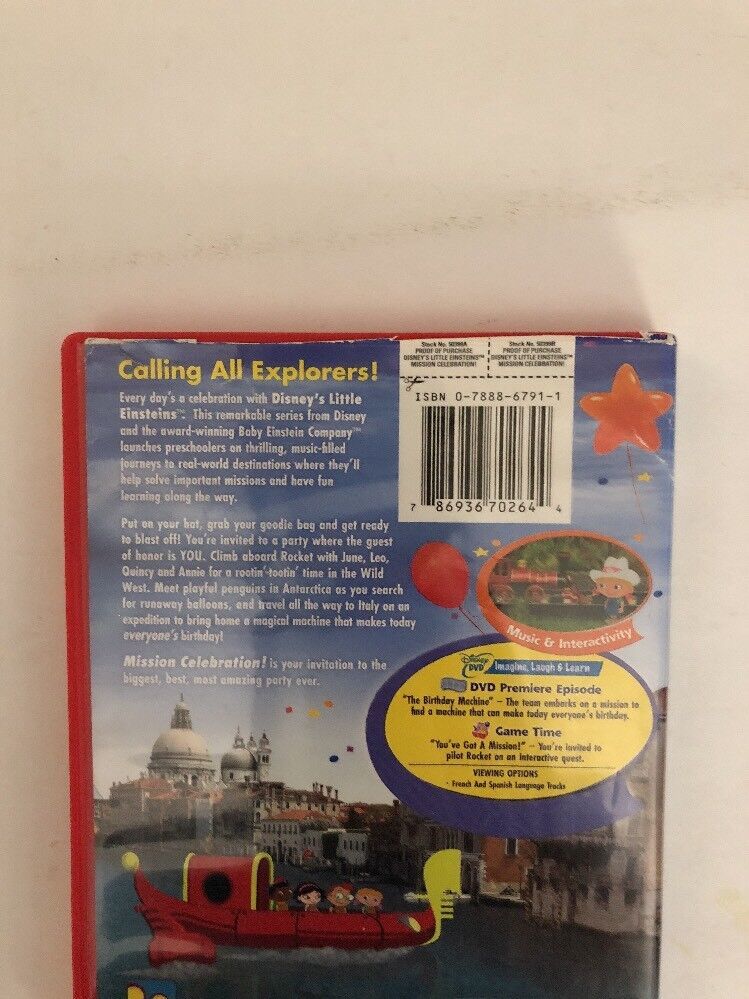 Calling All Explorers!
Every day's a celebration with Disney's Little
Einsteins™. This remarkable series from Disney
and the award-winning Baby Einstein Company™
launches preschoolers on thrilling, music-filled
journeys to real-world destinations where they'll
help solve important missions and have fun
learning along the way.
Put on your hat, grab your goodie bag and get ready
to blast off! You're invited to a party where the guest
of honor is YOU. Climb aboard Rocket with June, Leo,
Quincy and Annie for a rootin'-tootin' time in the Wild
West. Meet playful penguins in Antarctica as you search
for runaway balloons, and travel all the way to Italy on an
expedition to bring home a magical machine that makes today
everyone's birthday!
Mission Celebration! is your invitation to the
biggest, best, most amazing party ever.
Stock No. 50398A
PROOF OF PURCHASE
DISNEY'S LITTLE EINSTEINS™
MISSION CELEBRATION!
Stock No. 50398B
PROOF OF PURCHASE
DISNEY'S LITTLE EINSTEINS™
MISSION CELEBRATION!
ISBN 0-7888-6791-1
7 86936 70264 4
Music & Interactivity
Disney DVD Imagine, Laugh & Learn
DVD Premiere Episode
"The Birthday Machine" – The team embarks on a mission to
find a machine that can make today everyone's birthday.
Game Time
"You've Got A Mission!" – You're invited to
pilot Rocket on an interactive quest.
VIEWING OPTIONS
· French And Spanish Language Tracks